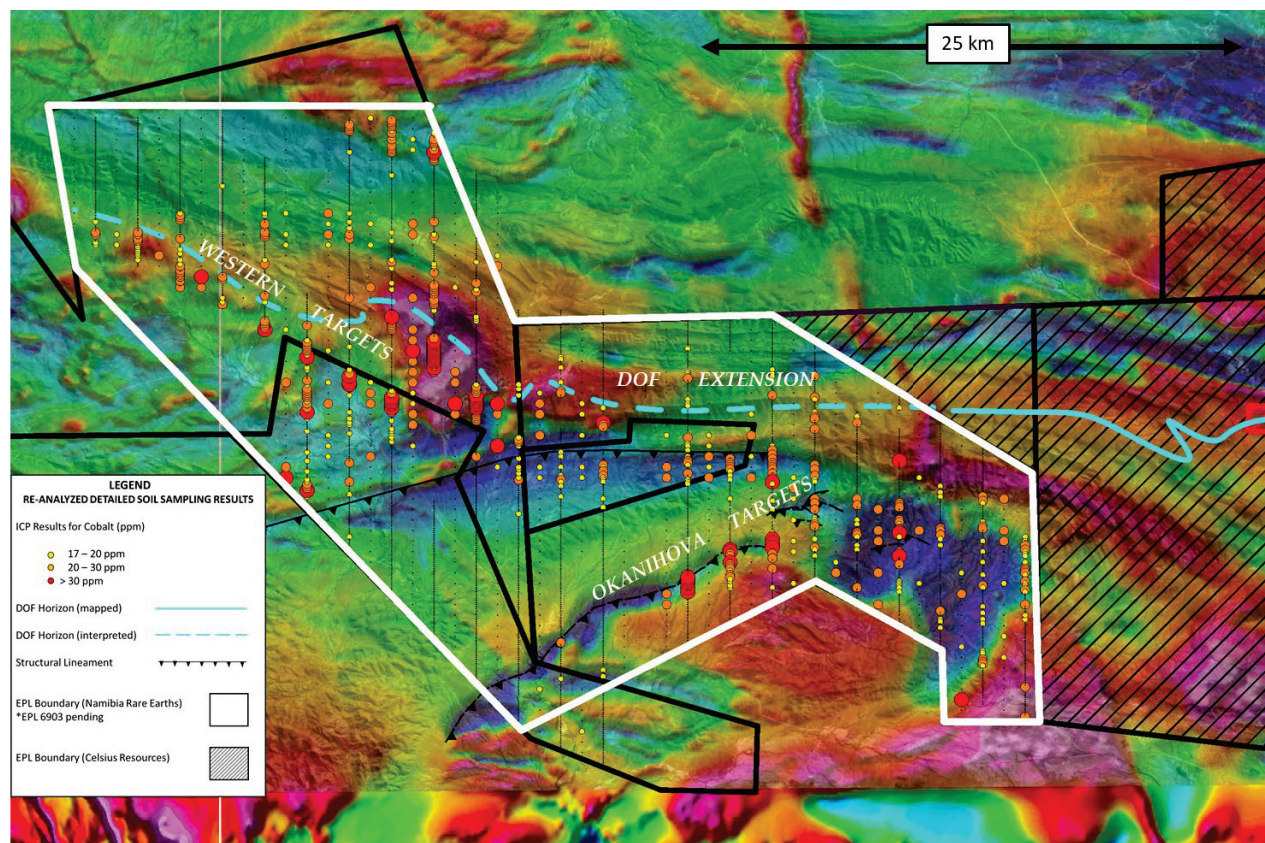 25 km
WESTERN
TARGETS
DOF EXTENSION
OKANIHOVA
TARGETS
LEGEND
RE-ANALYZED DETAILED SOIL SAMPLING RESULTS
ICP Results for Cobalt (ppm)
17 – 20 ppm
20 – 30 ppm
> 30 ppm
DOF Horizon (mapped)
DOF Horizon (interpreted)
Structural Lineament
EPL Boundary (Namibia Rare Earths)
*EPL 6903 pending
EPL Boundary (Celsius Resources)